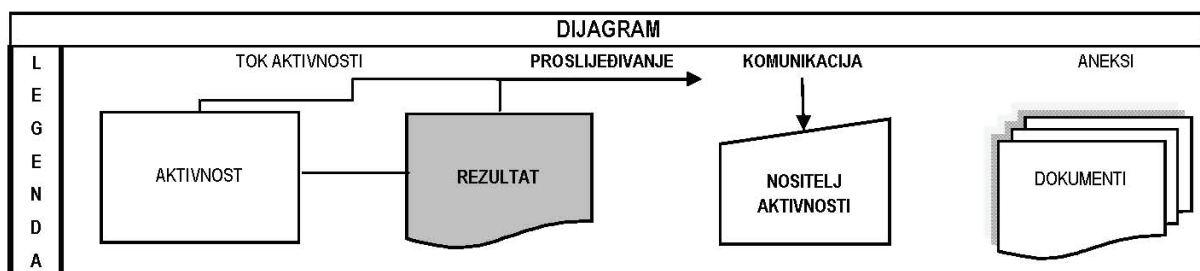 DIJAGRAM
L
E
G
E
N
D
A
TOK AKTIVNOSTI
PROSLIJEĐIVANJE
KOMUNIKACIJA
ANEKSI
AKTIVNOST
REZULTAT
NOSITELJ
AKTIVNOSTI
DOKUMENTI